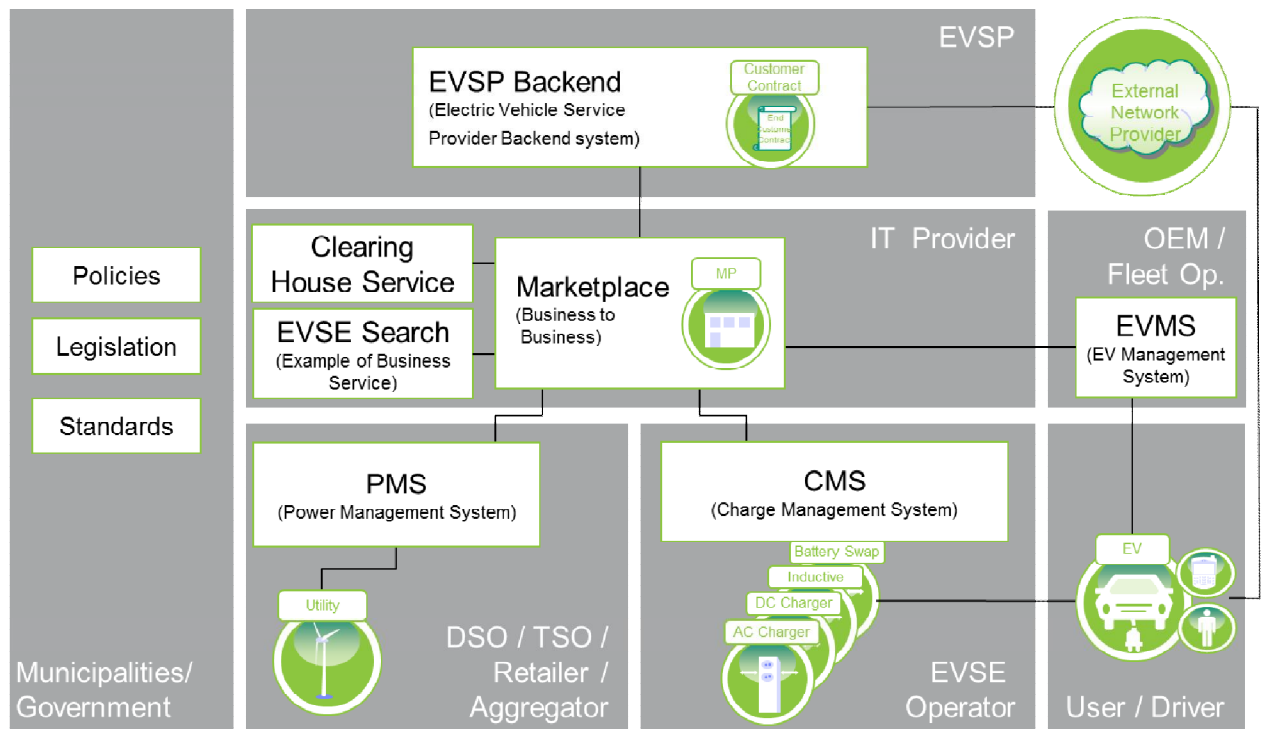 EVSP
EVSP Backend
(Electric Vehicle Service
Provider Backend system)
Customer
Contract
End
Customer
Contract
External
Network
Provider
IT Provider
Clearing
House Service
EVSE Search
(Example of Business
Service)
Marketplace
(Business to
Business)
MP
OEM /
Fleet Op.
EVMS
(EV Management
System)
Policies
Legislation
Standards
Municipalities/
Government
PMS
(Power Management System)
Utility
DSO / TSO /
Retailer /
Aggregator
CMS
(Charge Management System)
Battery Swap
Inductive
DC Charger
AC Charger
EVSE
Operator
EV
User / Driver